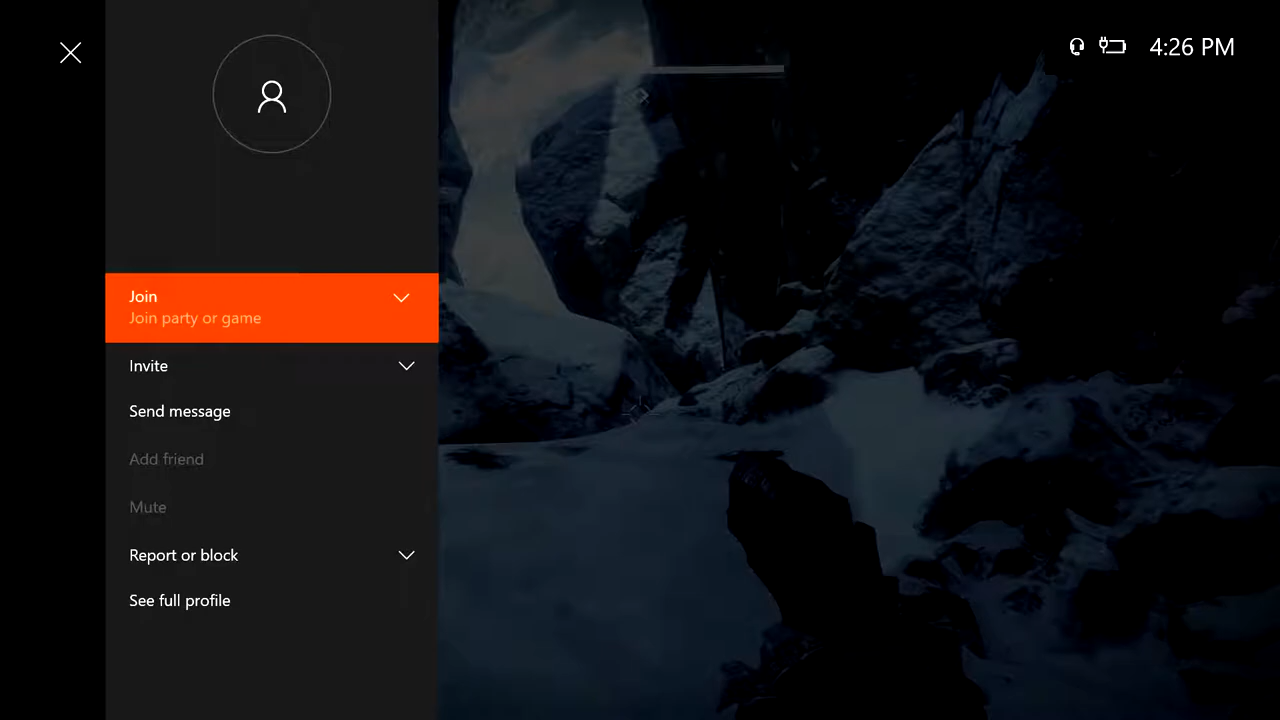 4:26 PM
Join
Join party or game
Invite
Send message
Add friend
Mute
Report or block
See full profile